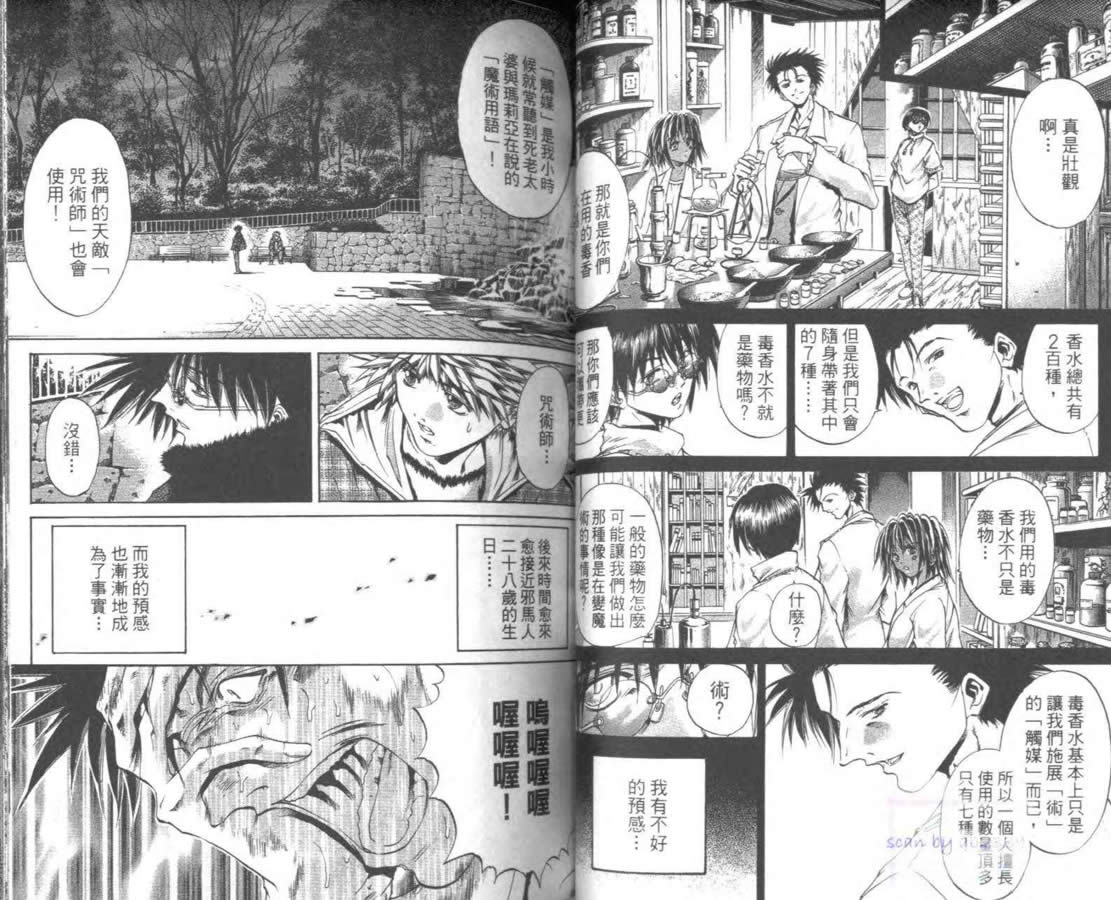 真是壯觀
啊…
那就是你們
在用的毒香
香水總共有
2百種，
但是我們只會
隨身帶著其中
的7種……
毒香水不就
是藥物嗎？
那你們應該
我們用的毒
香水不只是
藥物…
什麼？
一般的藥物怎麼
可能讓我們做出
那種像是在變魔
術的事情呢？
毒香水基本上只是
讓我們施展「術」
的「觸媒」而已，
所以一個人擅長
使用的數量頂多
只有七種
術？
我有不好
的預感…
scan by
「觸媒」是我小時
候就常聽到死老太
婆與瑪莉亞在說的
「魔術用語」！
我們的天敵「
咒術師」也會
使用！
咒術師…
沒錯…
後來時間愈來
愈接近邪馬人
二十八歲的生
日……
而我的預感
也漸漸地成
為了事實…
嗚喔喔喔
喔喔喔！